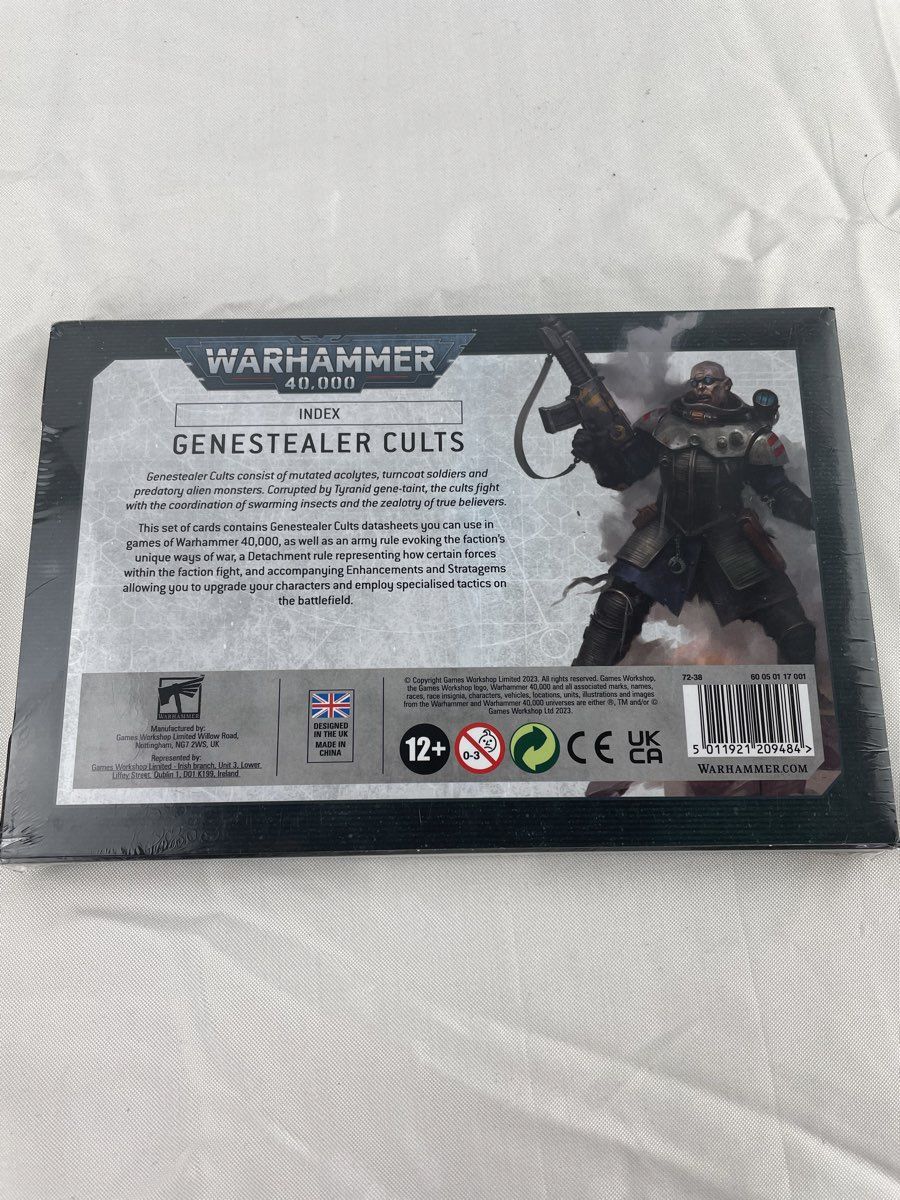 WARHAMMER
40,000
INDEX
GENESTEALER CULTS
Genestealer Cults consist of mutated acolytes, turncoat soldiers and
predatory alien monsters. Corrupted by Tyranid gene-taint, the cults fight
with the coordination of swarming insects and the zealotry of true believers.
This set of cards contains Genestealer Cults datasheets you can use in
games of Warhammer 40,000, as well as an army rule evoking the faction's
unique ways of war, a Detachment rule representing how certain forces
within the faction fight, and accompanying Enhancements and Stratagems
allowing you to upgrade your characters and employ specialised tactics on
the battlefield.
WARHAMMER
Manufactured by:
Games Workshop Limited Willow Road,
Nottingham, NG7 2WS, UK
Represented by:
Games Workshop Limited - Irish branch, Unit 3, Lower
Liffey Street, Dublin 1, D01 K199, Ireland
DESIGNED
IN THE UK
MADE IN
CHINA
© Copyright Games Workshop Limited 2023. All rights reserved. Games Workshop,
the Games Workshop logo, Warhammer 40,000 and all associated marks, names,
races, race insignia, characters, vehicles, locations, units, illustrations and images
from the Warhammer and Warhammer 40,000 universes are either ®, TM and/or ©
Games Workshop Ltd 2023.
12+
0-3
CE
UK
CA
72-38
60 05 01 17 001
5 011921 209484 >
WARHAMMER.COM